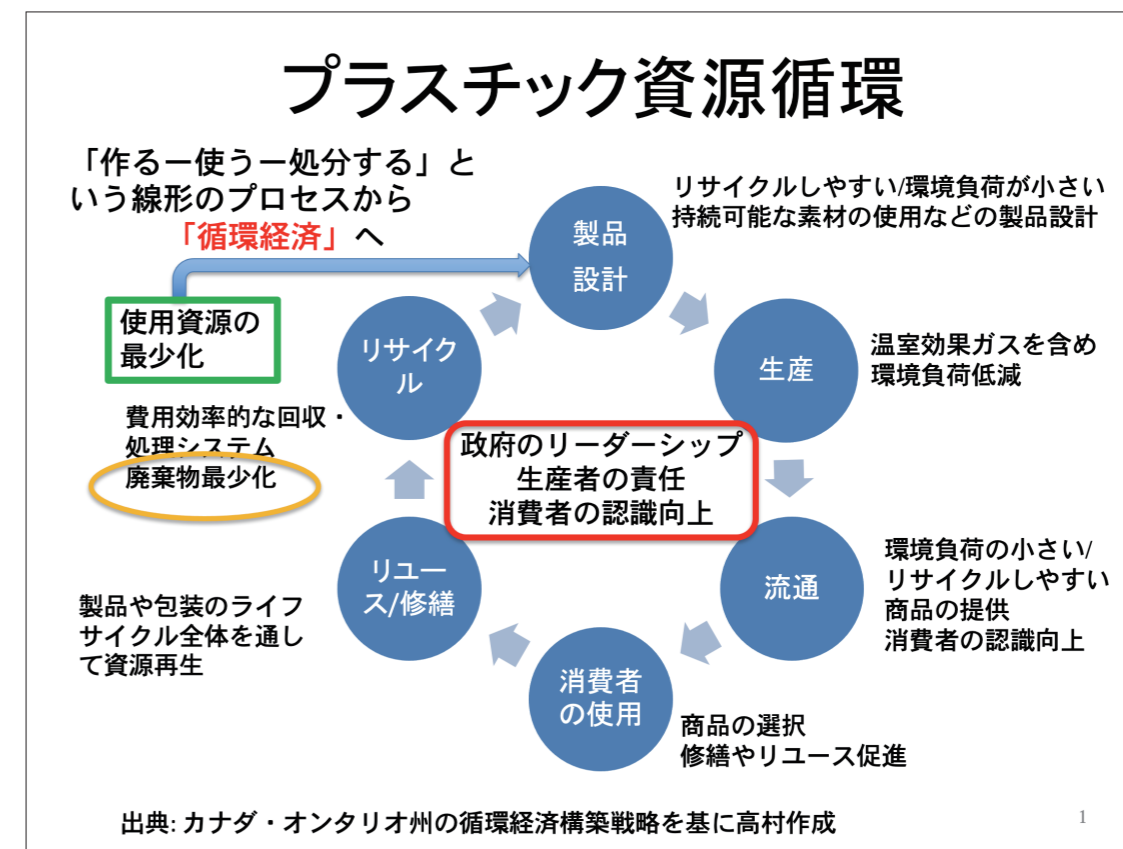 プラスチック資源循環
「作るー使うー処分する」と
いう線形のプロセスから
「循環経済」へ
製品
設計
リサイクルしやすい/環境負荷が小さい
持続可能な素材の使用などの製品設計
使用資源の
最少化
リサイク
ル
生産
温室効果ガスを含め
環境負荷低減
費用効率的な回収・
処理システム
廃棄物最少化
政府のリーダーシップ
生産者の責任
消費者の認識向上
リユー
ス/修繕
流通
環境負荷の小さい/
リサイクルしやすい
商品の提供
消費者の認識向上
製品や包装のライフ
サイクル全体を通し
て資源再生
消費者
の使用
商品の選択
修繕やリユース促進
出典: カナダ・オンタリオ州の循環経済構築戦略を基に高村作成
1